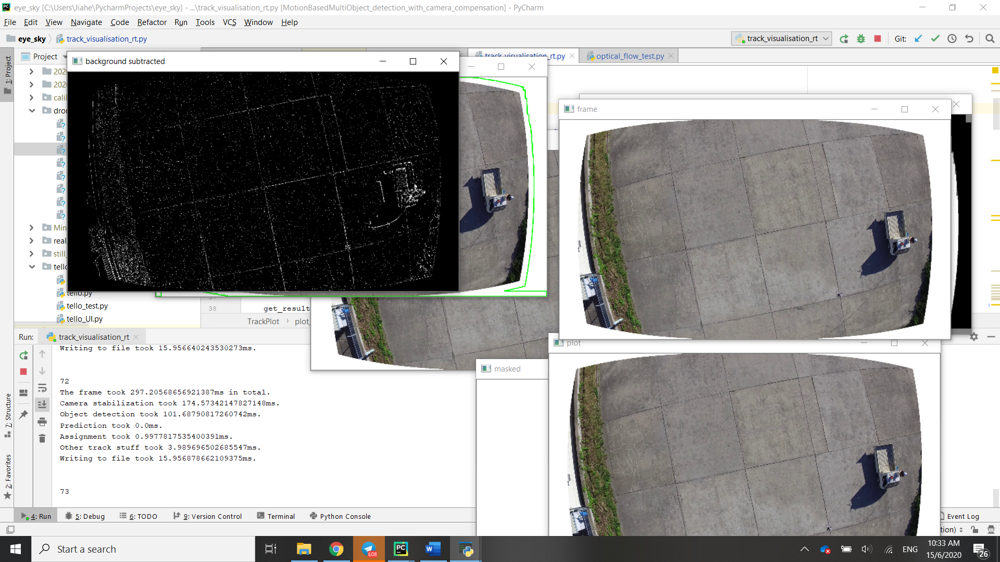 eye_sky [C:\Users\Jiahe\PycharmProjects\eye_sky] - ...\track_visualisation_rt.py [MotionBasedMultiObject_detection_with_camera_compensation] - PyCharm
File Edit View Navigate Code Refactor Run Tools VCS Window Help
eye_sky track_visualisation_rt.py track_visualisation_rt Git:
1: Project
Project
track_visualisation_rt.py
optical_flow_test.py
background subtracted
202
202
calil
dron
Min
real_
still_
tello
tello.py
tello_test.py
tello_UI.py
frame
38 get_result
TrackPlot plot_
plot
masked
Run: track_visualisation_rt
Writing to file took 15.956640243530273ms.
72
The frame took 297.20568656921387ms in total.
Camera stabilization took 174.57342147827148ms.
Object detection took 101.68790817260742ms.
Prediction took 0.0ms.
Assignment took 0.9977817535400391ms.
Other track stuff took 3.989696502685547ms.
Writing to file took 15.956878662109375ms.
73
7: Structure
2: Favorites
4: Run 5: Debug 6: TODO 9: Version Control Terminal Python Console Event Log
tion)
Start a search
608
ENG
10:33 AM
15/6/2020
26